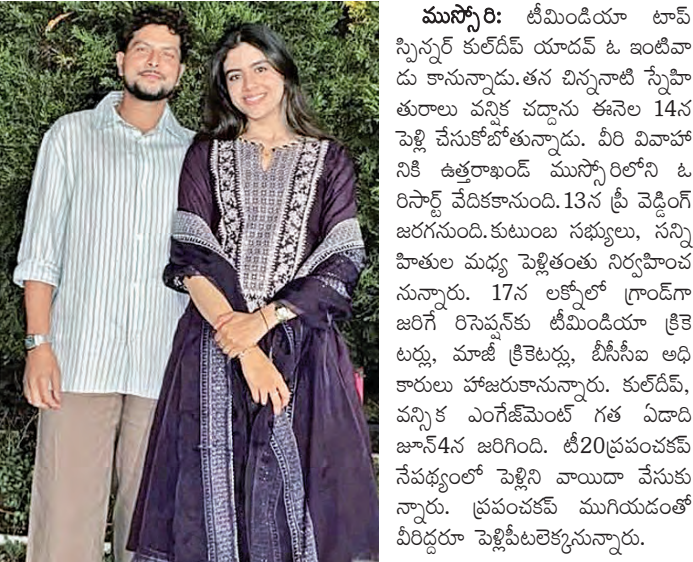 ముస్సోరి: టీమిండియా టాప్
స్పిన్నర్ కుల్‌దీప్ యాదవ్ ఓ ఇంటివా
డు కానున్నాడు.తన చిన్ననాటి స్నేహి
తురాలు వన్షిక చద్దాను ఈనెల 14న
పెళ్లి చేసుకోబోతున్నాడు. వీరి వివాహా
నికి ఉత్తరాఖండ్ ముస్సోరిలోని ఓ
రిసార్ట్ వేదికకానుంది.13న ప్రీ వెడ్డింగ్
జరగనుంది.కుటుంబ సభ్యులు, సన్ని
హితుల మధ్య పెళ్లితంతు నిర్వహించ
నున్నారు. 17న లక్నోలో గ్రాండ్‌గా
జరిగే రిసెప్షన్‌కు టీమిండియా క్రికె
టర్లు, మాజీ క్రికెటర్లు, బీసీసీఐ అధి
కారులు హాజరుకానున్నారు. కుల్‌దీప్,
వన్సిక ఎంగేజ్‌మెంట్ గత ఏడాది
జూన్‌4న జరిగింది. టీ20ప్రపంచకప్
నేపథ్యంలో పెళ్లిని వాయిదా వేసుకు
న్నారు. ప్రపంచకప్ ముగియడంతో
వీరిద్దరూ పెళ్లిపీటలెక్కనున్నారు.